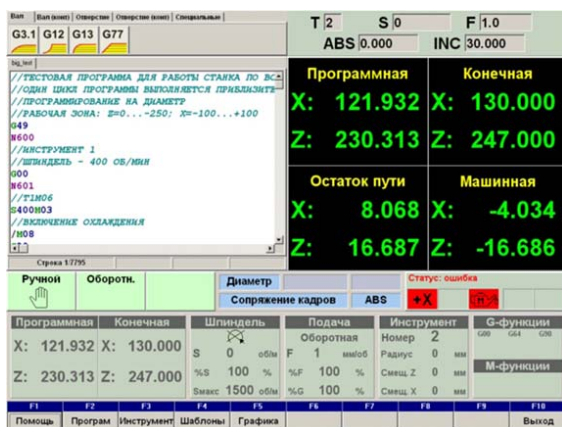 Вал Вал (конт) Отверстие Отверстие (конт) Специальные
G3.1 G12 G13 G77
T 2 S 0 F 1.0
ABS 0.000 INC 30.000
big_test
//ТЕСТОВАЯ ПРОГРАММА ДЛЯ РАБОТЫ СТАНКА ПО ВС
//ОДИН ЦИКЛ ПРОГРАММЫ ВЫПОЛНЯЕТСЯ ПРИБЛИЗИТЕ
//ПРОГРАММИРОВАНИЕ НА ДИАМЕТР
//РАБОЧАЯ ЗОНА: Z=0...-250; X=-100...+100
G49
N600
//ИНСТРУМЕНТ 1
//ШПИНДЕЛЬ - 400 ОБ/МИН
G00
N601
//T1M06
S400M03
//ВКЛЮЧЕНИЕ ОХЛАЖДЕНИЯ
/M08
Строка 1:7795
Программная Конечная
X: 121.932 X: 130.000
Z: 230.313 Z: 247.000
Остаток пути Машинная
X: 8.068 X: -4.034
Z: 16.687 Z: -16.686
Ручной Оборотн. Диаметр Статус: ошибка
Сопряжение кадров ABS +X
Программная Конечная Шпиндель Подача Инструмент G-функции
X: 121.932 X: 130.000 Оборотная Номер 2 G00 G64 G90
S 0 об/м F 1 мм/об Радиус 0 мм
Z: 230.313 Z: 247.000 %S 100 % %F 100 % Смещ. Z 0 мм М-функции
Sмакс 1500 об/м %G 100 % Смещ. X 0 мм
F1 F2 F3 F4 F5 F6 F7 F8 F9 F10
Помощь Програм Инструмент Шаблоны Графика Выход